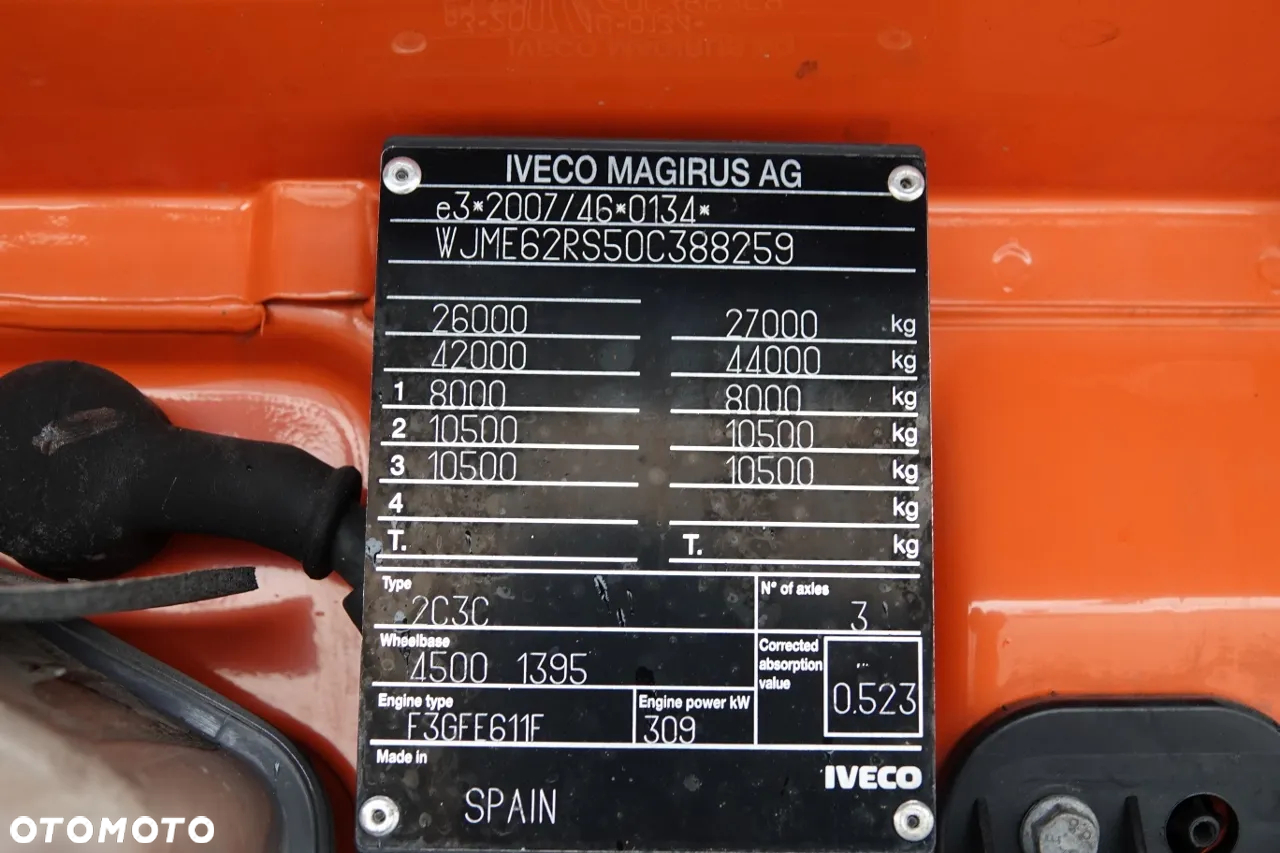 IVECO MAGIRUS AG
e3*2007/46*0134*
WJME62RS50C388259
26000 27000 kg
42000 44000 kg
1 8000 8000 kg
2 10500 10500 kg
3 10500 10500 kg
4 kg
T. T. kg
Type N° of axles
2C3C 3
Wheelbase Corrected absorption value
4500 1395 0.523
Engine type Engine power kW
F3GFE611F 309
Made in IVECO
SPAIN
OTOMOTO